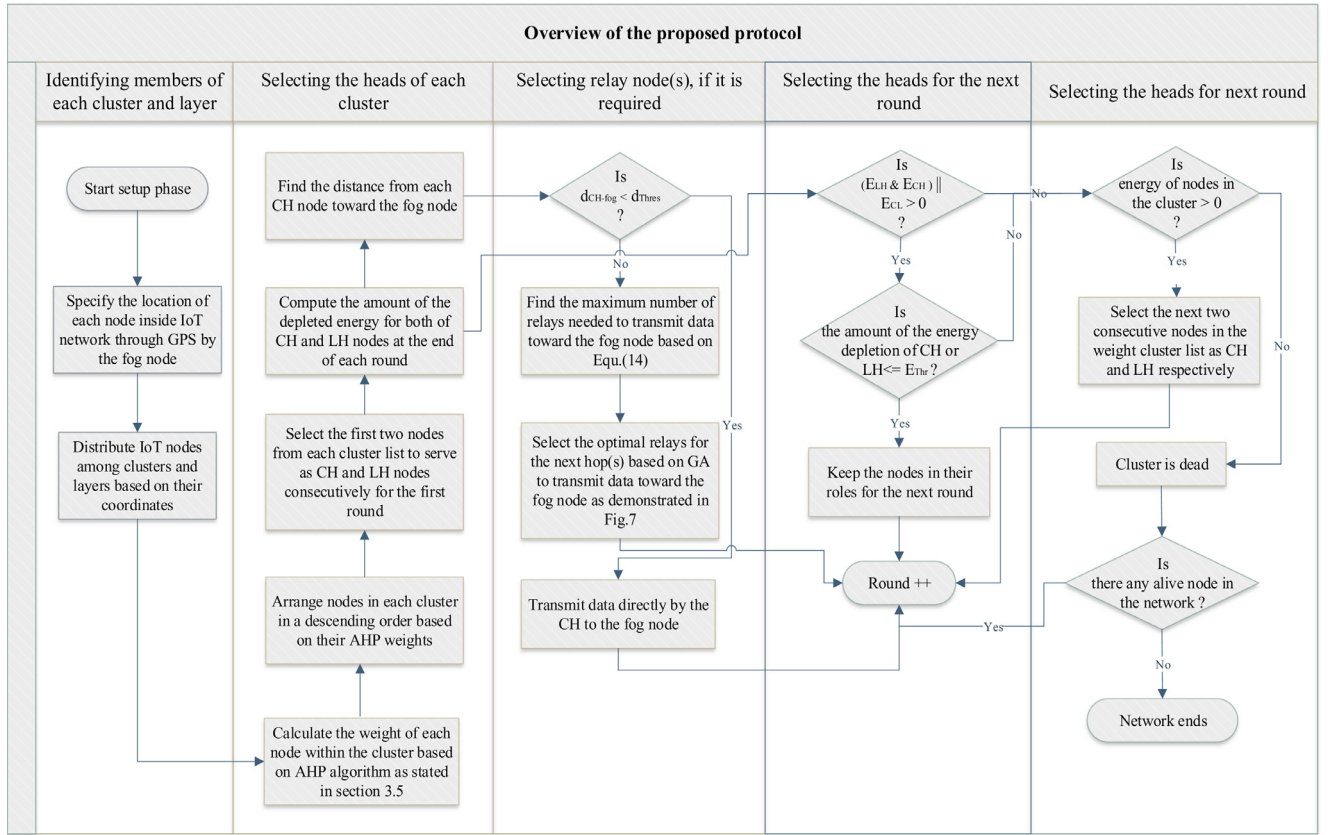 Overview of the proposed protocol
Identifying members of
each cluster and layer
Selecting the heads of each
cluster
Selecting relay node(s), if it is
required
Selecting the heads for the next
round
Selecting the heads for next round
Start setup phase
Specify the location of
each node inside IoT
network through GPS by
the fog node
Distribute IoT nodes
among clusters and
layers based on their
coordinates
Find the distance from each
CH node toward the fog node
Compute the amount of the
depleted energy for both of
CH and LH nodes at the end
of each round
Select the first two nodes
from each cluster list to serve
as CH and LH nodes
consecutively for the first
round
Arrange nodes in each cluster
in a descending order based
on their AHP weights
Calculate the weight of each
node within the cluster based
on AHP algorithm as stated
in section 3.5
Is
dCH-fog < dThres
?
No
Yes
Find the maximum number of
relays needed to transmit data
toward the fog node based on
Equ.(14)
Select the optimal relays for
the next hop(s) based on GA
to transmit data toward the
fog node as demonstrated in
Fig.7
Transmit data directly by the
CH to the fog node
Is
(ELH & ECH ) ||
ECL > 0
?
No
Yes
Is
the amount of the energy
depletion of CH or
LH<= EThr ?
No
Yes
Keep the nodes in their
roles for the next round
Round ++
Is
energy of nodes in
the cluster > 0
?
Yes
No
Select the next two
consecutive nodes in the
weight cluster list as CH
and LH respectively
Cluster is dead
Is
there any alive node in
the network ?
Yes
No
Network ends